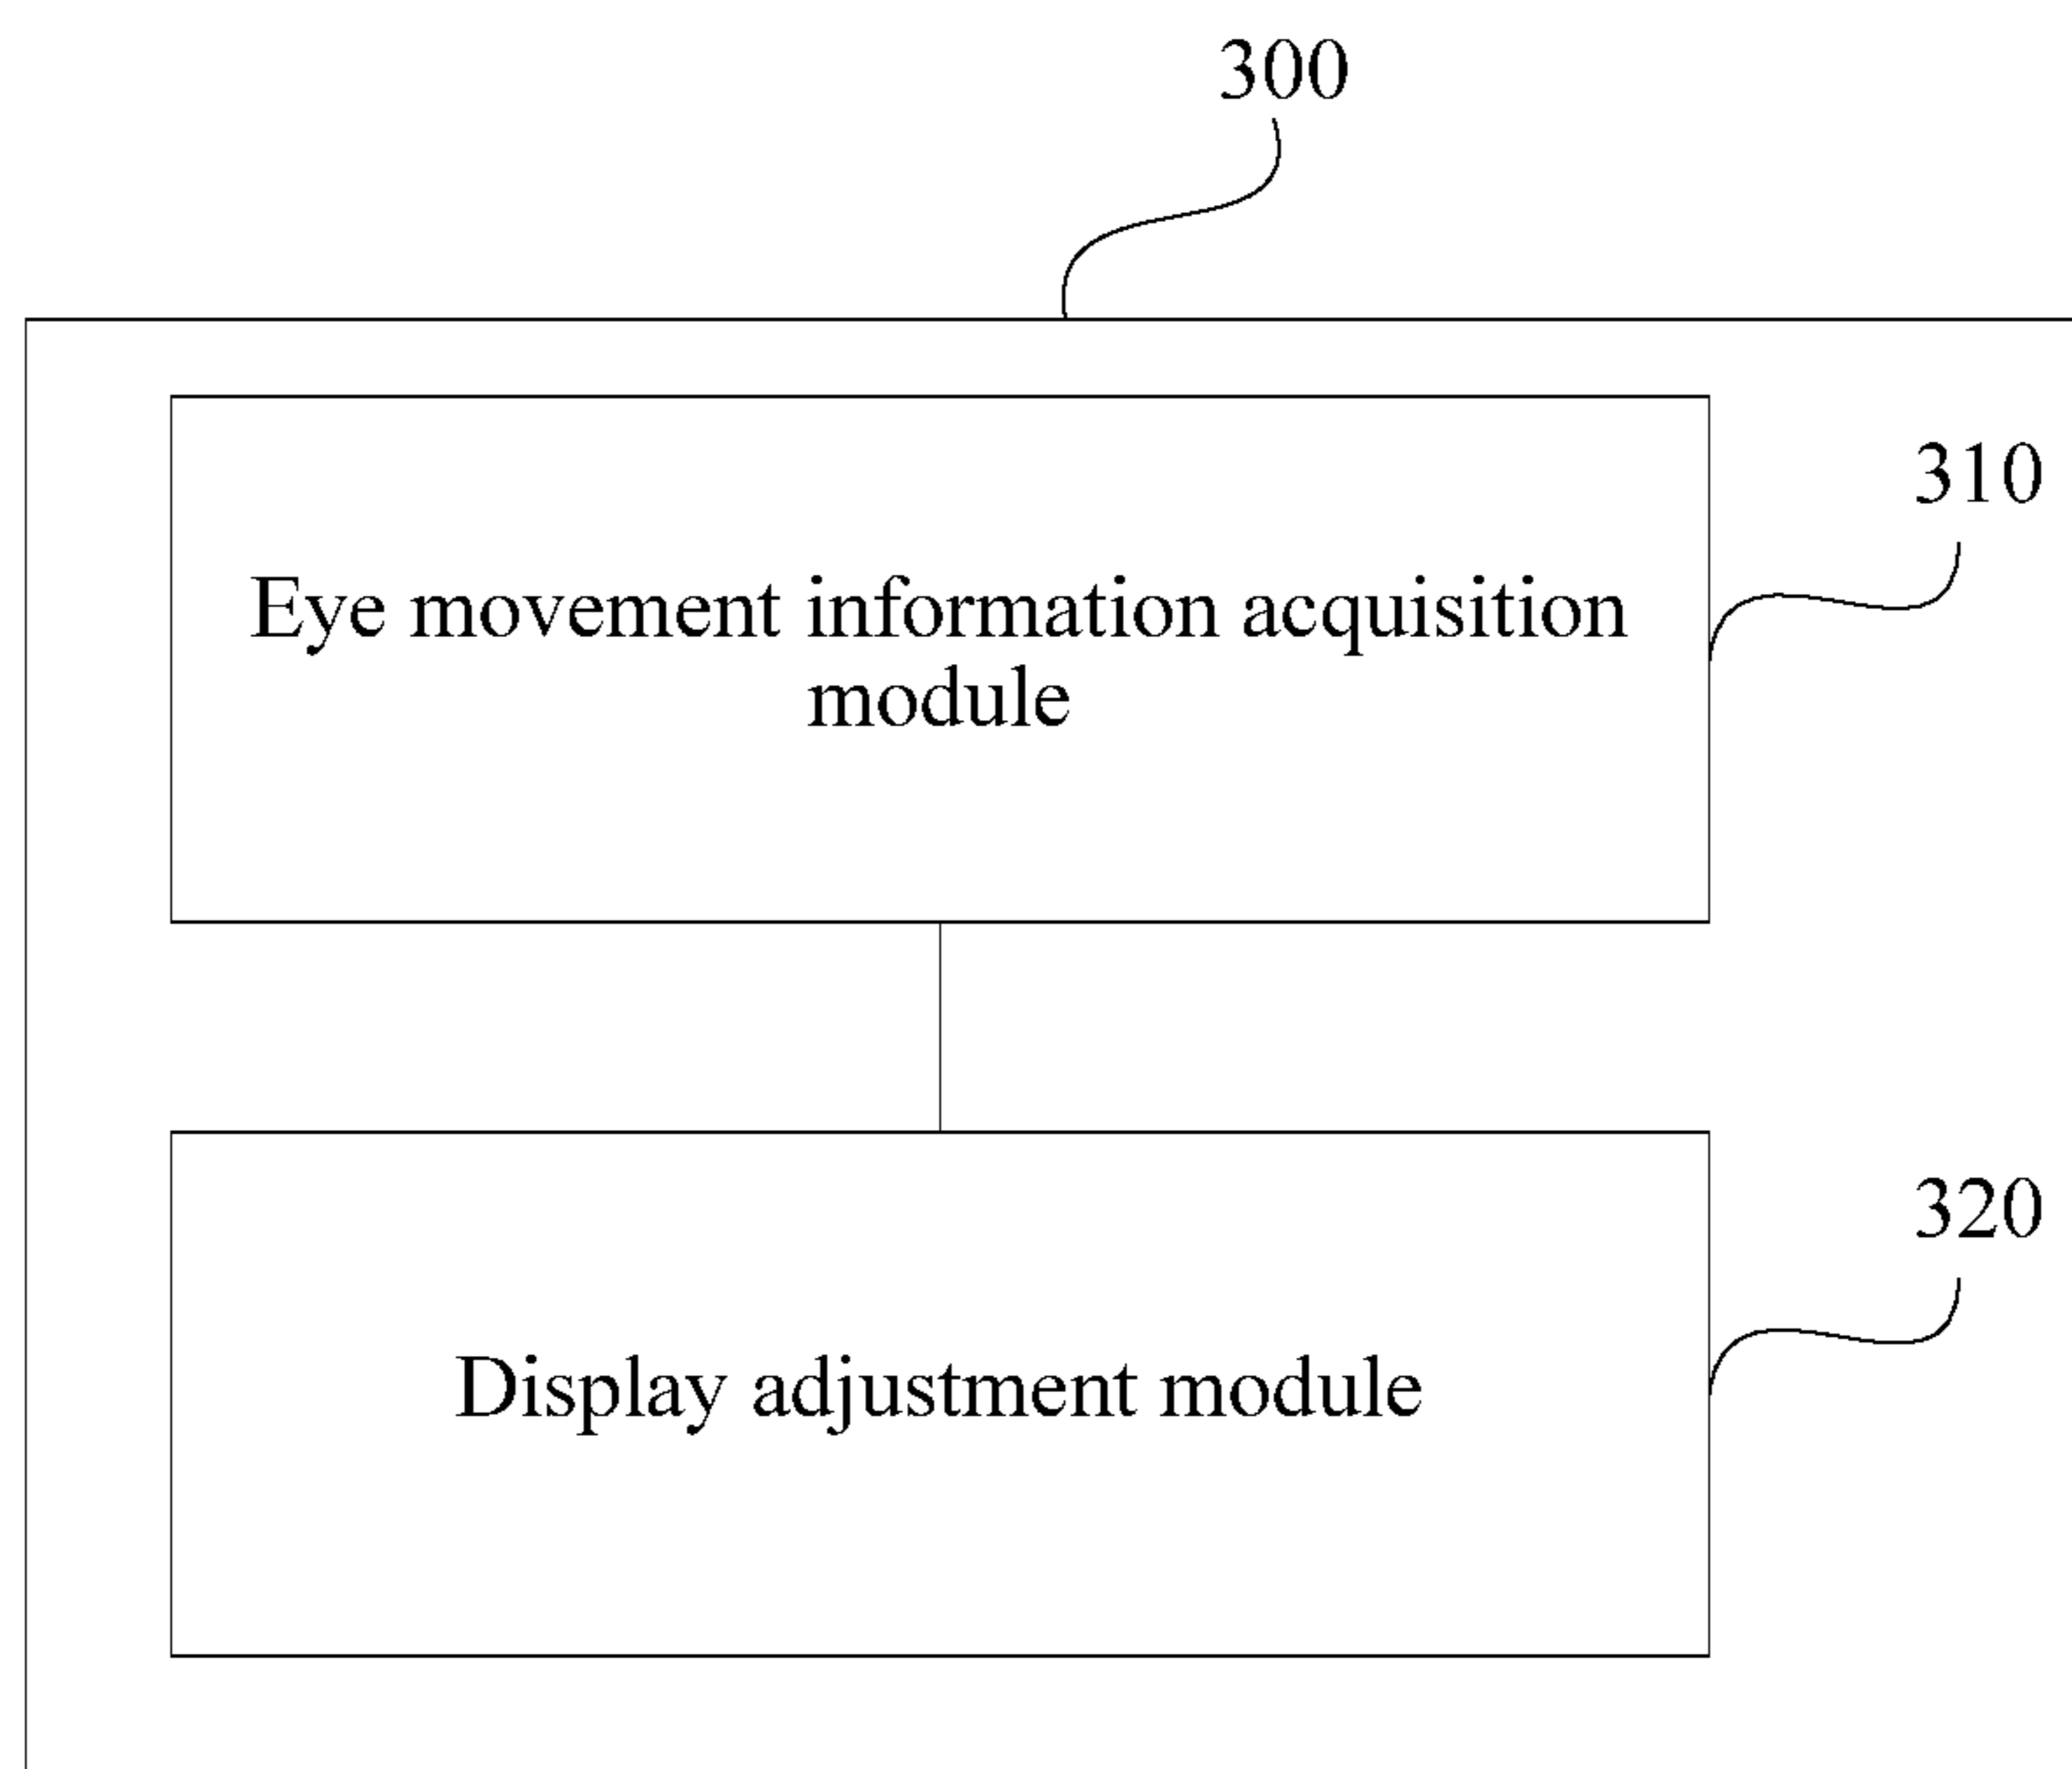 300
310
Eye movement information acquisition
module
320
Display adjustment module